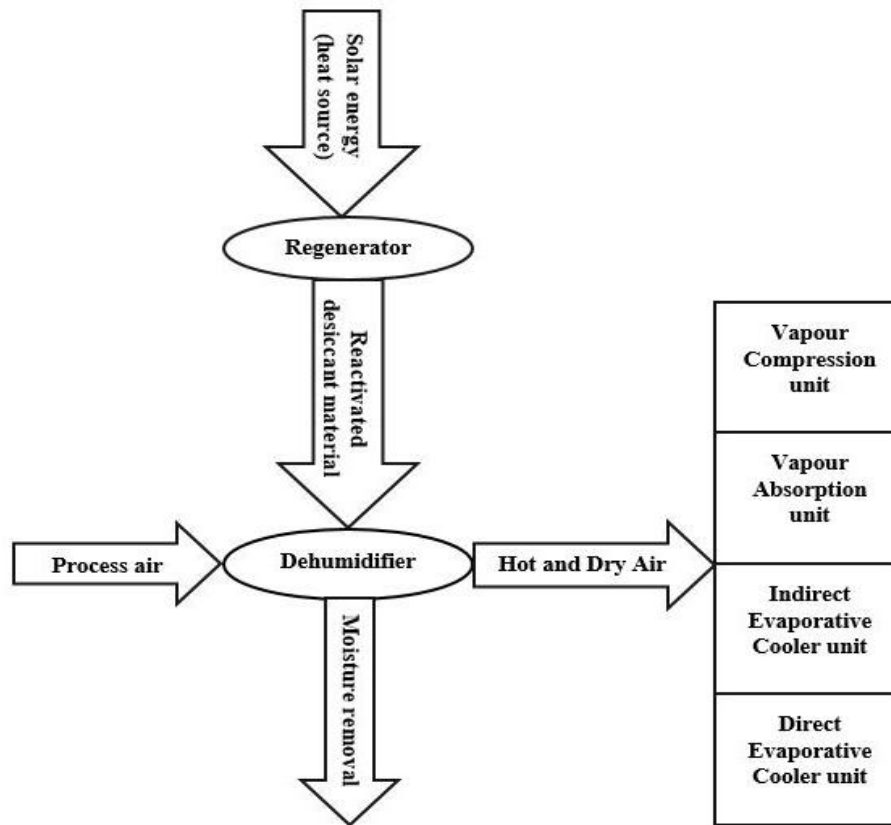 Solar energy
(heat source)
Regenerator
Reactivated
desiccant material
Process air
Dehumidifier
Hot and Dry Air
Moisture removal
Vapour
Compression
unit
Vapour
Absorption
unit
Indirect
Evaporative
Cooler unit
Direct
Evaporative
Cooler unit